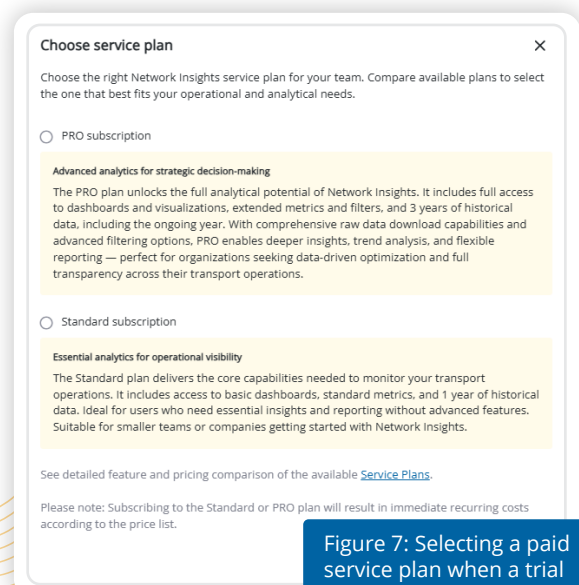 Choose service plan
Choose the right Network Insights service plan for your team. Compare available plans to select
the one that best fits your operational and analytical needs.
PRO subscription
Advanced analytics for strategic decision-making
The PRO plan unlocks the full analytical potential of Network Insights. It includes full access
to dashboards and visualizations, extended metrics and filters, and 3 years of historical
data, including the ongoing year. With comprehensive raw data download capabilities and
advanced filtering options, PRO enables deeper insights, trend analysis, and flexible
reporting — perfect for organizations seeking data-driven optimization and full
transparency across their transport operations.
Standard subscription
Essential analytics for operational visibility
The Standard plan delivers the core capabilities needed to monitor your transport
operations. It includes access to basic dashboards, standard metrics, and 1 year of historical
data. Ideal for users who need essential insights and reporting without advanced features.
Suitable for smaller teams or companies getting started with Network Insights.
See detailed feature and pricing comparison of the available Service Plans.
Please note: Subscribing to the Standard or PRO plan will result in immediate recurring costs
according to the price list.
Figure 7: Selecting a paid
service plan when a trial